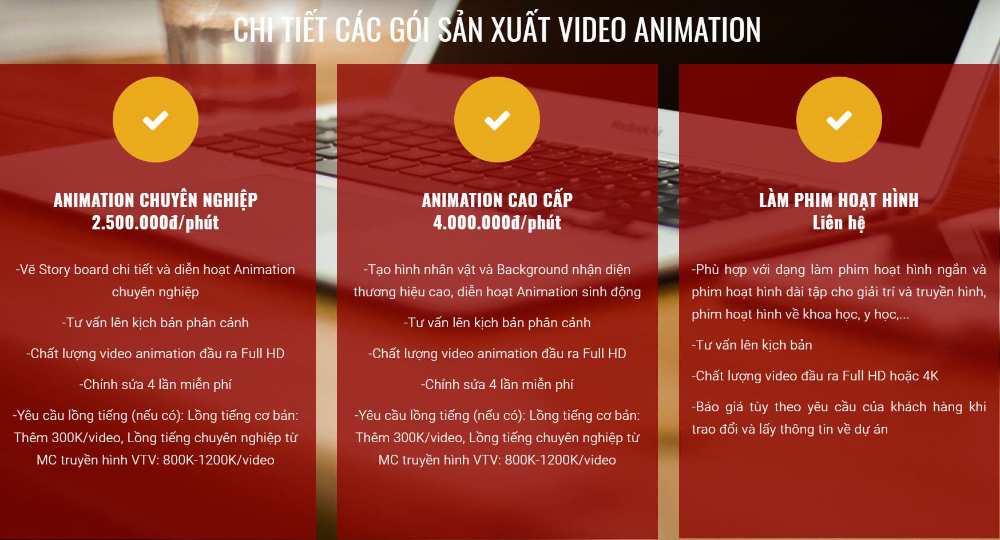 CHI TIẾT CÁC GÓI SẢN XUẤT VIDEO ANIMATION
MacBook Air
ANIMATION CHUYÊN NGHIỆP
2.500.000đ/phút
-Vẽ Story board chi tiết và diễn hoạt Animation
chuyên nghiệp
-Tư vấn lên kịch bản phân cảnh
-Chất lượng video animation đầu ra Full HD
-Chỉnh sửa 4 lần miễn phí
-Yêu cầu lồng tiếng (nếu có): Lồng tiếng cơ bản:
Thêm 300K/video, Lồng tiếng chuyên nghiệp từ
MC truyền hình VTV: 800K-1200K/video
ANIMATION CAO CẤP
4.000.000đ/phút
-Tạo hình nhân vật và Background nhận diện
thương hiệu cao, diễn hoạt Animation sinh động
-Tư vấn lên kịch bản phân cảnh
-Chất lượng video animation đầu ra Full HD
-Chỉnh sửa 4 lần miễn phí
-Yêu cầu lồng tiếng (nếu có): Lồng tiếng cơ bản:
Thêm 300K/video, Lồng tiếng chuyên nghiệp từ
MC truyền hình VTV: 800K-1200K/video
LÀM PHIM HOẠT HÌNH
Liên hệ
-Phù hợp với dạng làm phim hoạt hình ngắn và
phim hoạt hình dài tập cho giải trí và truyền hình,
phim hoạt hình về khoa học, y học,...
-Tư vấn lên kịch bản
-Chất lượng video đầu ra Full HD hoặc 4K
-Báo giá tùy theo yêu cầu của khách hàng khi
trao đổi và lấy thông tin về dự án